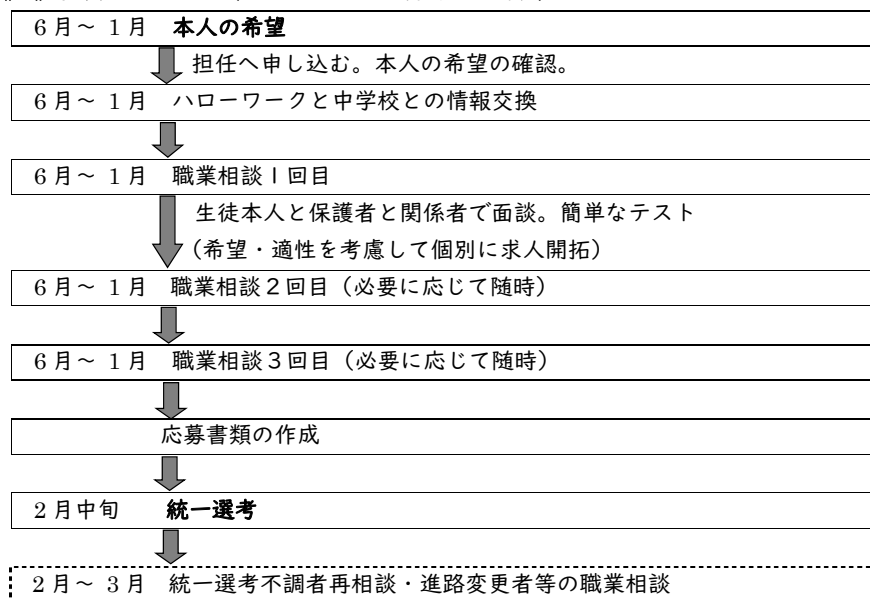 6月～1月 本人の希望
担任へ申し込む。本人の希望の確認。
6月～1月 ハローワークと中学校との情報交換
6月～1月 職業相談1回目
生徒本人と保護者と関係者で面談。簡単なテスト
(希望・適性を考慮して個別に求人開拓)
6月～1月 職業相談2回目（必要に応じて随時）
6月～1月 職業相談3回目（必要に応じて随時）
応募書類の作成
2月中旬 統一選考
2月～3月 統一選考不調者再相談・進路変更者等の職業相談